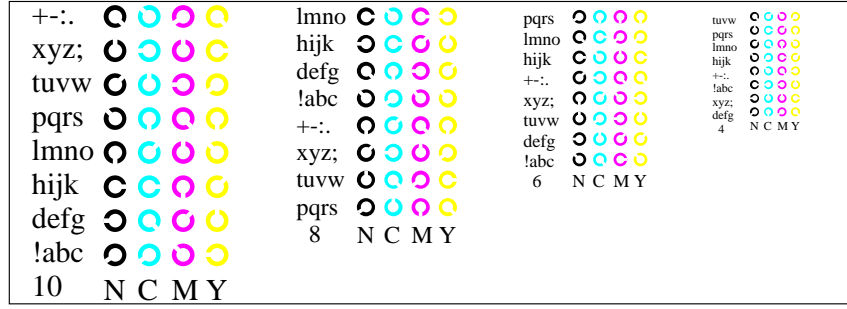 +-:.
xyz;
tuvw
pqrs
lmno
hijk
defg
!abc
10 N C M Y
lmno
hijk
defg
!abc
+-:.
xyz;
tuvw
pqrs
8 N C M Y
pqrs
lmno
hijk
+-:.
xyz;
tuvw
defg
!abc
6 N C M Y
tuvw
pqrs
lmno
hijk
+-:.
!abc
xyz;
defg
4 N C M Y